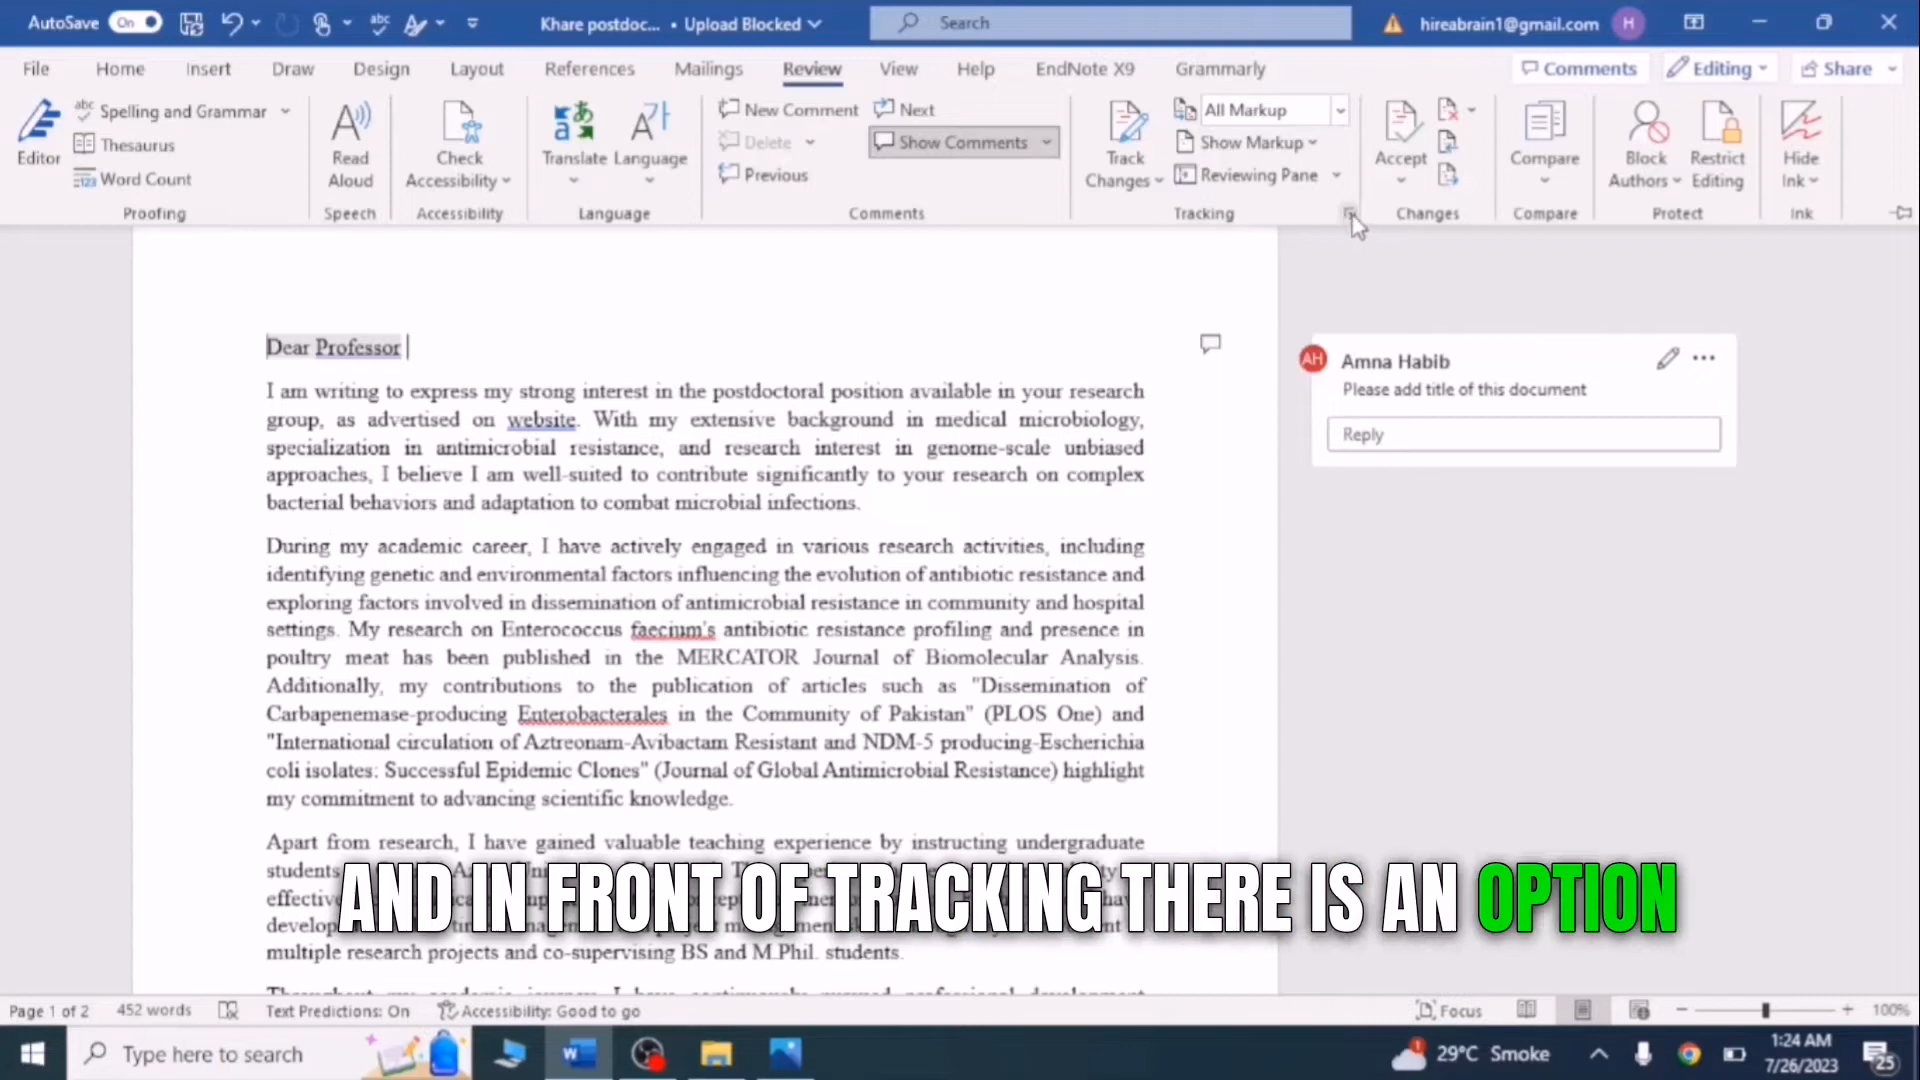 AutoSave On Khare postdoc... • Upload Blocked Search hireabrain1@gmail.com H
File Home Insert Draw Design Layout References Mailings Review View Help EndNote X9 Grammarly Comments Editing Share
Editor
abc Spelling and Grammar
Thesaurus
123 Word Count
Proofing
Read Aloud
Speech
Check Accessibility
Accessibility
Translate
Language
Language
New Comment
Delete
Previous
Next
Show Comments
Comments
Track Changes
All Markup
Show Markup
Reviewing Pane
Tracking
Accept
Changes
Compare
Compare
Block Authors
Restrict Editing
Protect
Hide Ink
Ink
Dear Professor
I am writing to express my strong interest in the postdoctoral position available in your research
group, as advertised on website. With my extensive background in medical microbiology,
specialization in antimicrobial resistance, and research interest in genome-scale unbiased
approaches, I believe I am well-suited to contribute significantly to your research on complex
bacterial behaviors and adaptation to combat microbial infections.
During my academic career, I have actively engaged in various research activities, including
identifying genetic and environmental factors influencing the evolution of antibiotic resistance and
exploring factors involved in dissemination of antimicrobial resistance in community and hospital
settings. My research on Enterococcus faecium's antibiotic resistance profiling and presence in
poultry meat has been published in the MERCATOR Journal of Biomolecular Analysis.
Additionally, my contributions to the publication of articles such as "Dissemination of
Carbapenemase-producing Enterobacterales in the Community of Pakistan" (PLOS One) and
"International circulation of Aztreonam-Avibactam Resistant and NDM-5 producing-Escherichia
coli isolates: Successful Epidemic Clones" (Journal of Global Antimicrobial Resistance) highlight
my commitment to advancing scientific knowledge.
Apart from research, I have gained valuable teaching experience by instructing undergraduate
students
multiple research projects and co-supervising BS and M.Phil. students.
AH Amna Habib
Please add title of this document
Reply
AND IN FRONT OF TRACKING THERE IS AN OPTION
Page 1 of 2 452 words Text Predictions: On Accessibility: Good to go Focus 100%
Type here to search 29°C Smoke 1:24 AM
7/26/2023 25